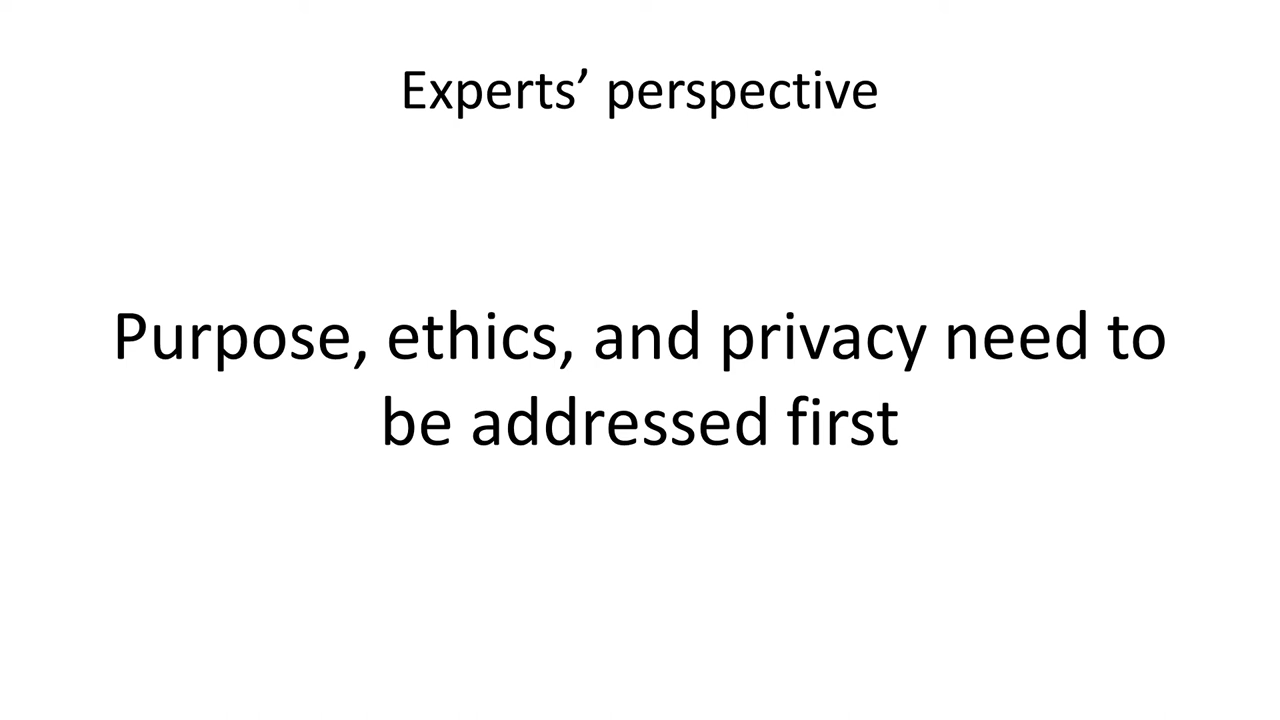 Experts’ perspective
Purpose, ethics, and privacy need to
be addressed first